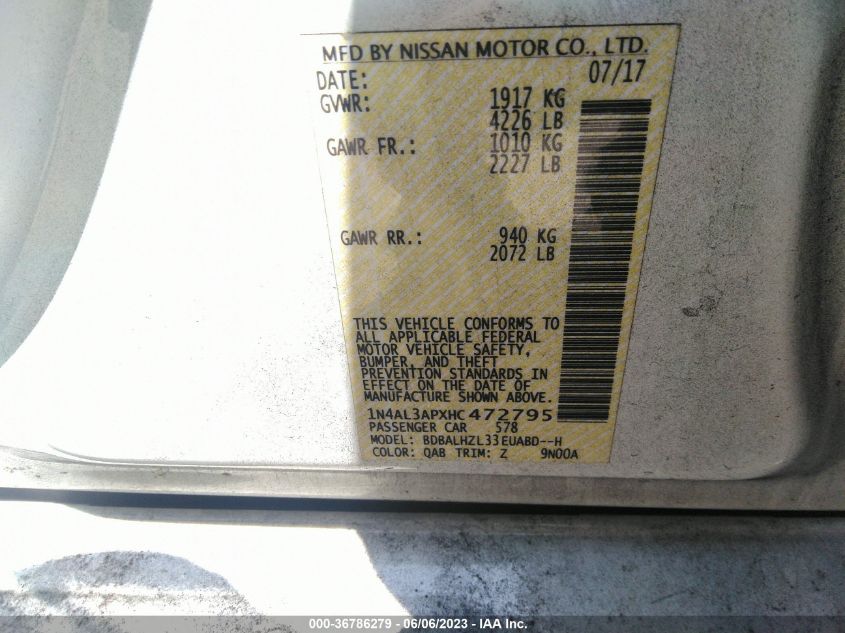 MFD BY NISSAN MOTOR CO., LTD.
DATE: 07/17
GVWR: 1917 KG
4226 LB
GAWR FR.: 1010 KG
2227 LB
GAWR RR.: 940 KG
2072 LB
THIS VEHICLE CONFORMS TO
ALL APPLICABLE FEDERAL
MOTOR VEHICLE SAFETY,
BUMPER, AND THEFT
PREVENTION STANDARDS IN
EFFECT ON THE DATE OF
MANUFACTURE SHOWN ABOVE.
1N4AL3APXHC472795
PASSENGER CAR 578
MODEL: BDBALHZL33EUABD--H
COLOR: QAB TRIM: Z 9N00A
000-36786279 - 06/06/2023 - IAA Inc.